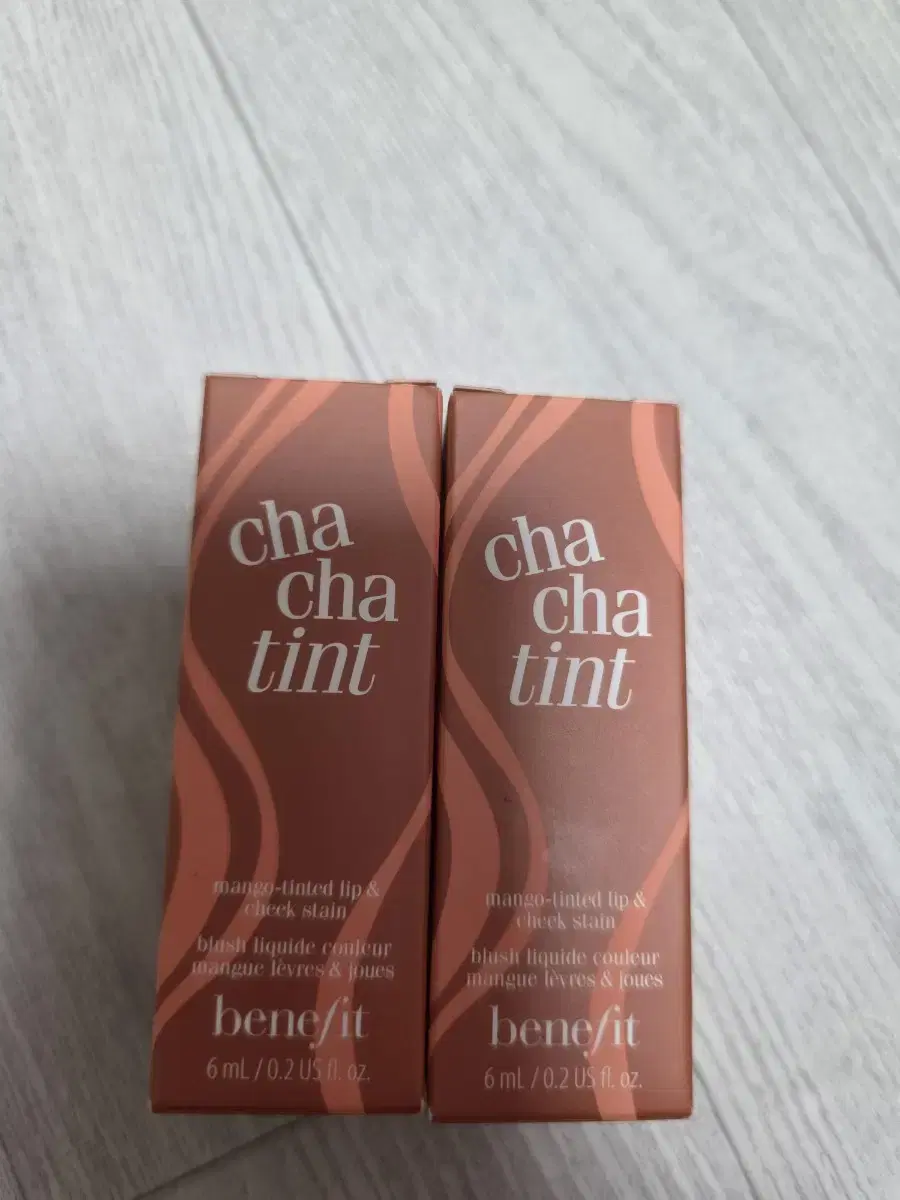 cha
cha
tint
mango-tinted lip &
cheek stain
blush liquide couleur
mangue lèvres & joues
benefit
6 mL / 0.2 US fl. oz.
cha
cha
tint
mango-tinted lip &
cheek stain
blush liquide couleur
mangue lèvres & joues
benefit
6 mL / 0.2 US fl. oz.